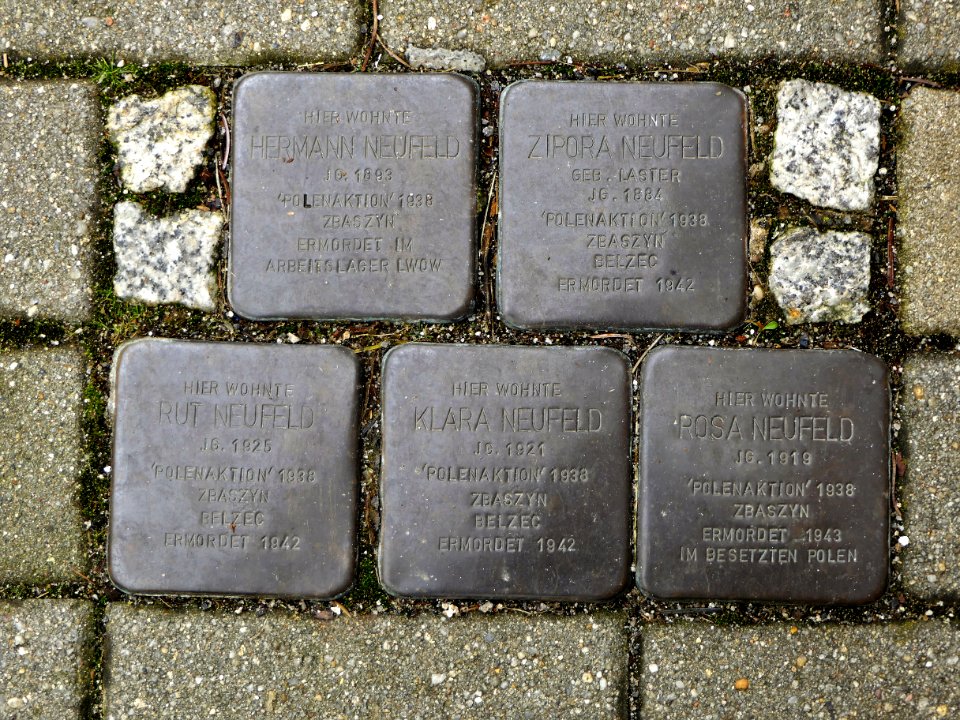 HIER WOHNTE
HERMANN NEUFELD
JG. 1893
'POLENAKTION' 1938
ZBASZYN
ERMORDET IM
ARBEITSLAGER LWOW
HIER WOHNTE
ZIPORA NEUFELD
GEB. LASTER
JG. 1884
'POLENAKTION' 1938
ZBASZYN
BELZEC
ERMORDET 1942
HIER WOHNTE
RUT NEUFELD
JG. 1925
'POLENAKTION' 1938
ZBASZYN
BELZEC
ERMORDET 1942
HIER WOHNTE
KLARA NEUFELD
JG. 1921
'POLENAKTION' 1938
ZBASZYN
BELZEC
ERMORDET 1942
HIER WOHNTE
ROSA NEUFELD
JG. 1919
'POLENAKTION' 1938
ZBASZYN
ERMORDET 1943
IM BESETZTEN POLEN